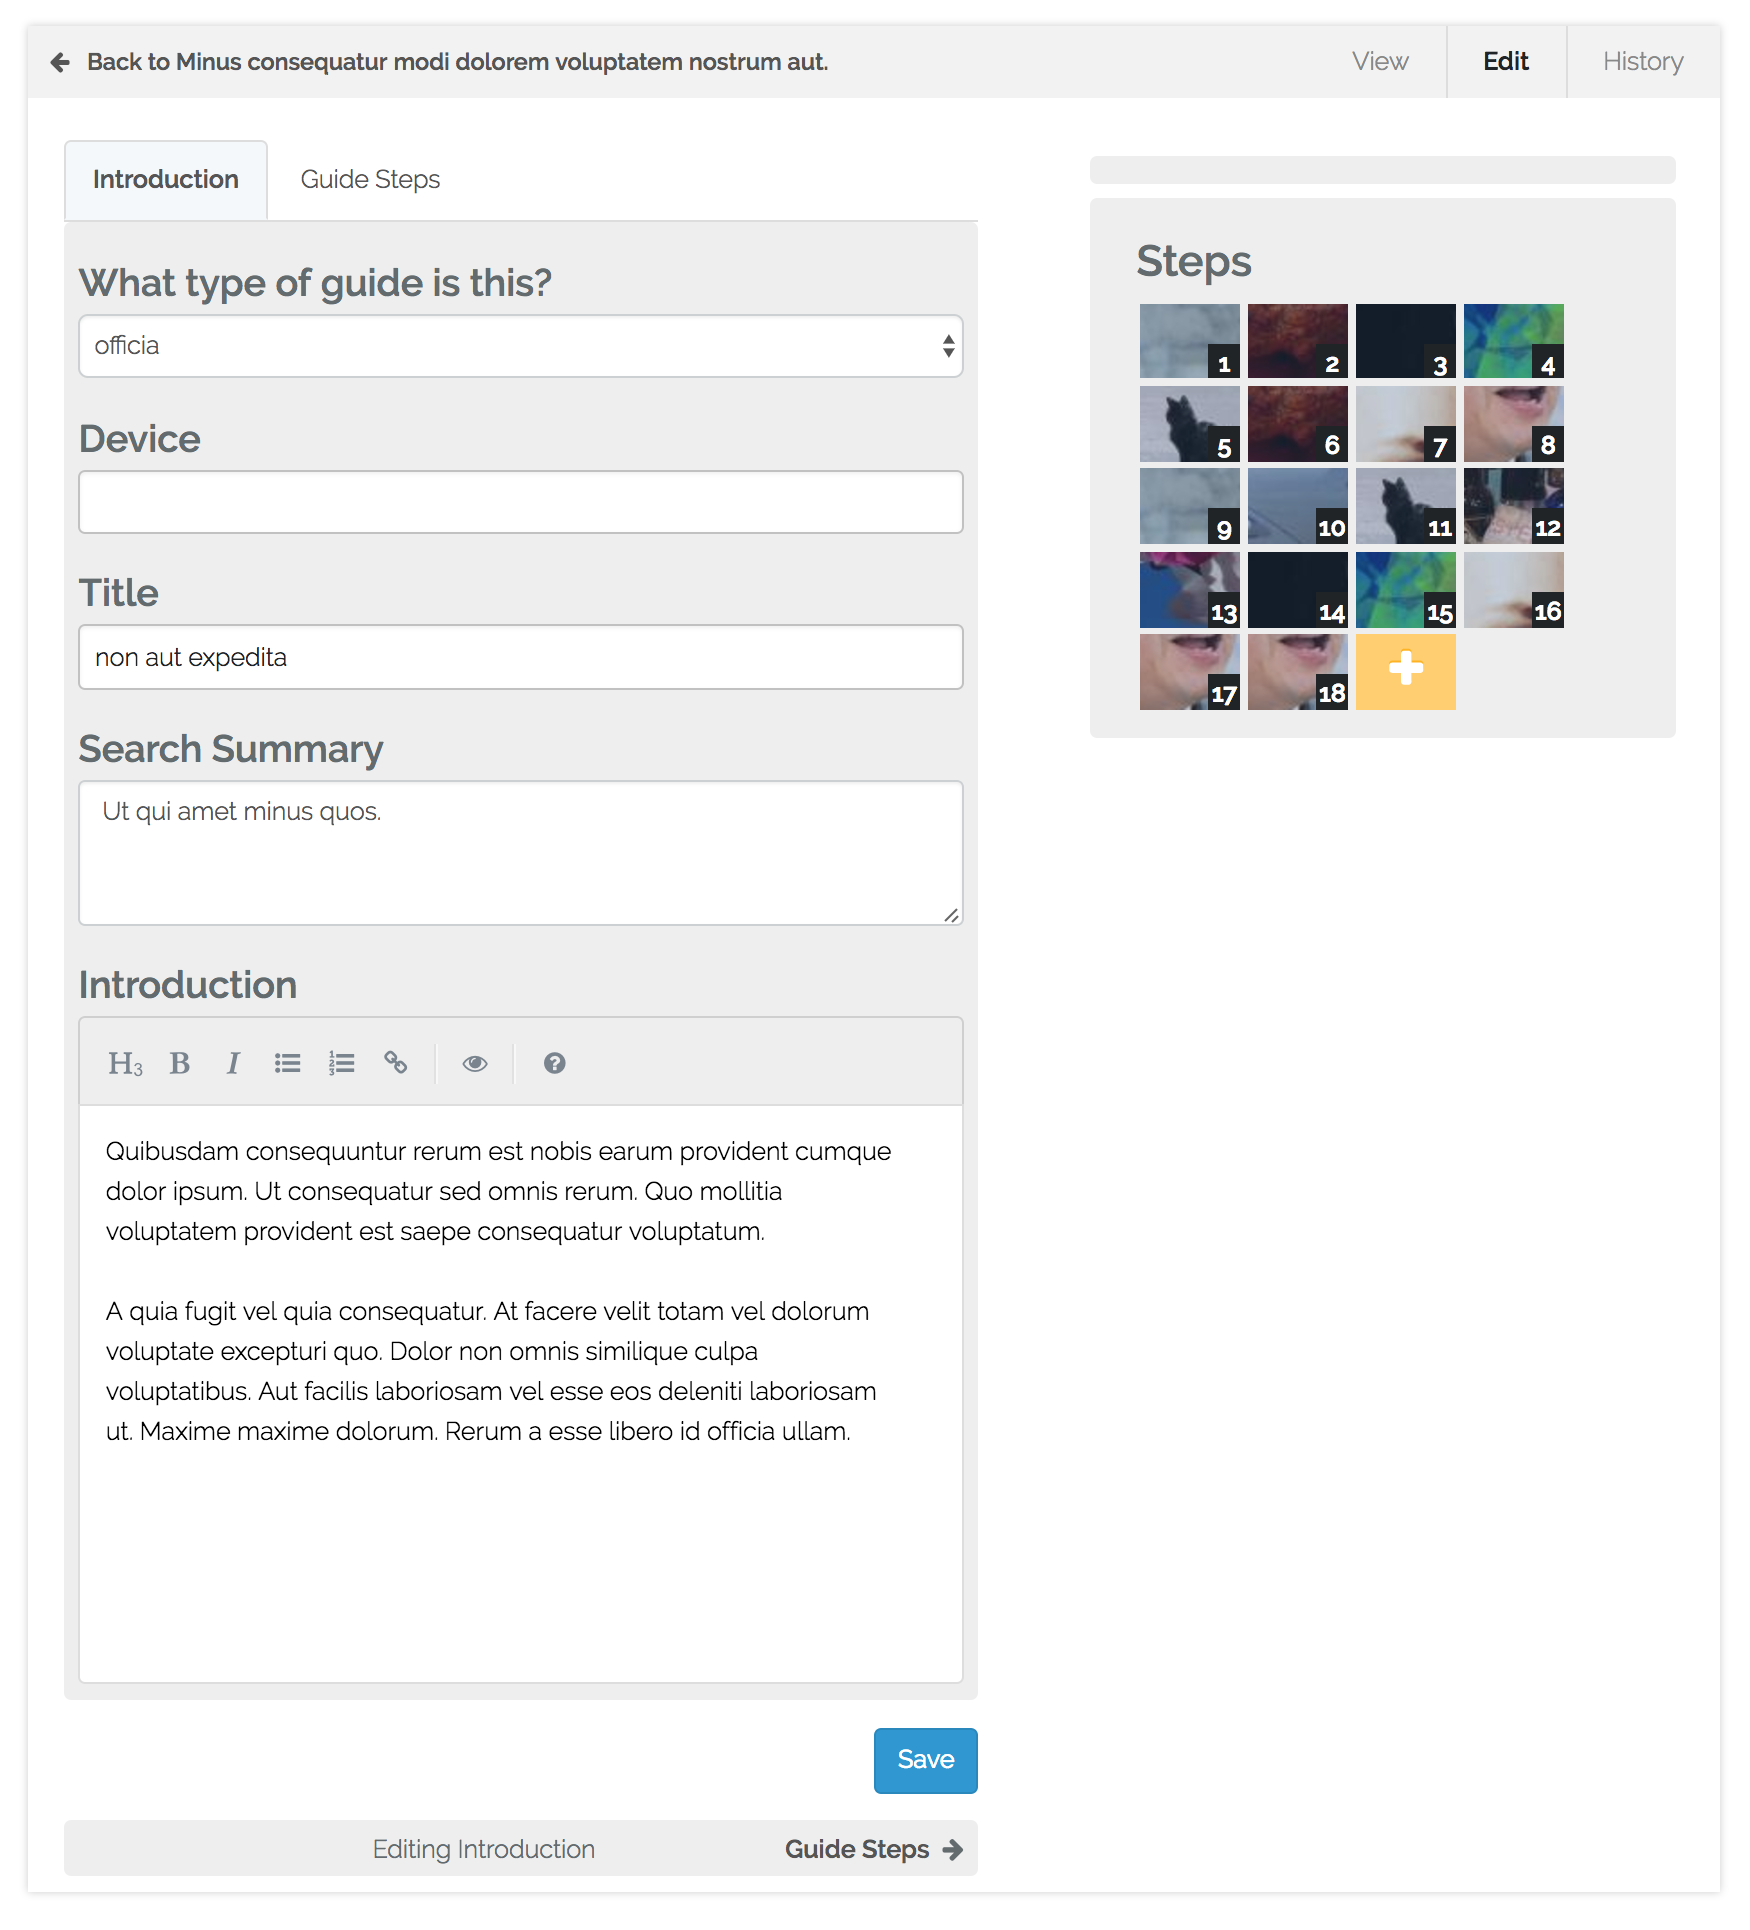 Back to Minus consequatur modi dolorem voluptatem nostrum aut.
View
Edit
History
Introduction
Guide Steps
What type of guide is this?
officia
Device
Title
non aut expedita
Search Summary
Ut qui amet minus quos.
Introduction
H3 B I
Quibusdam consequuntur rerum est nobis earum provident cumque
dolor ipsum. Ut consequatur sed omnis rerum. Quo mollitia
voluptatem provident est saepe consequatur voluptatum.
A quia fugit vel quia consequatur. At facere velit totam vel dolorum
voluptate excepturi quo. Dolor non omnis similique culpa
voluptatibus. Aut facilis laboriosam vel esse eos deleniti laboriosam
ut. Maxime maxime dolorum. Rerum a esse libero id officia ullam.
Save
Editing Introduction
Guide Steps
Steps
1 2 3 4
5 6 7 8
9 10 11 12
13 14 15 16
17 18